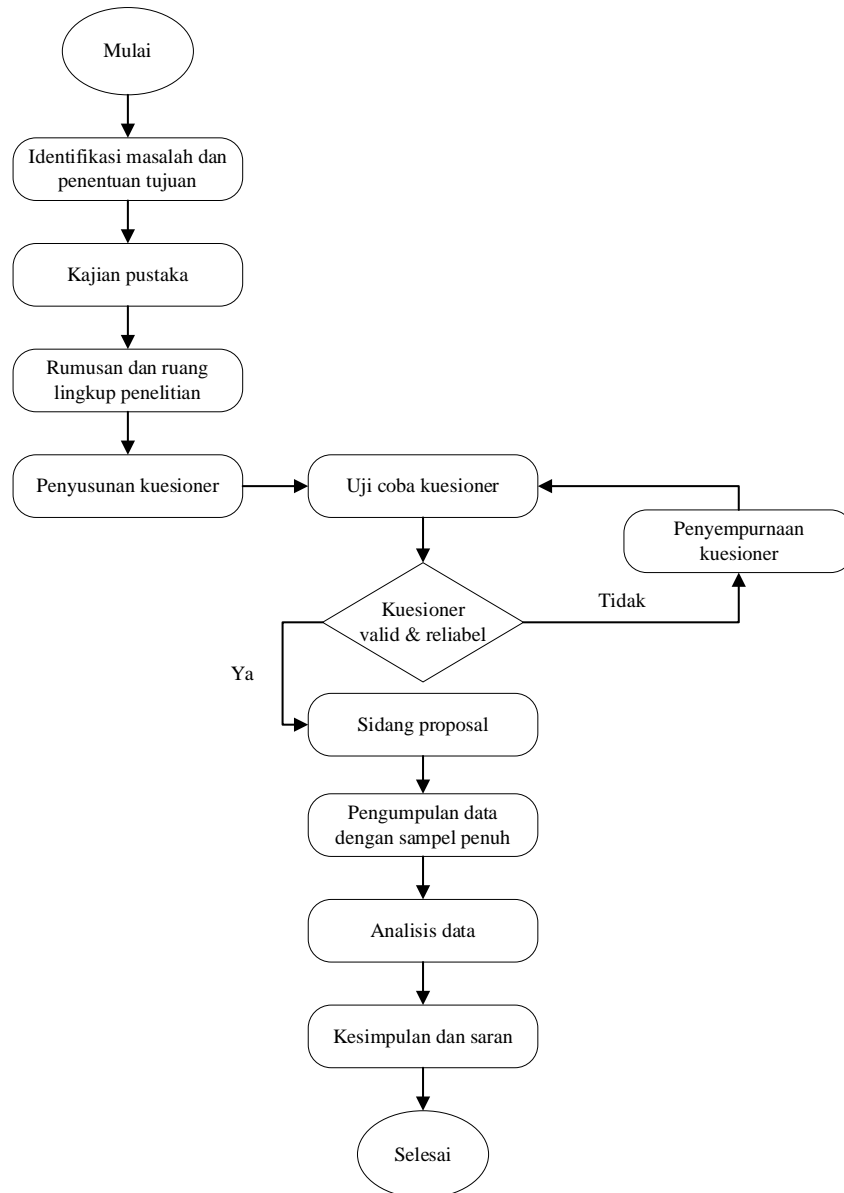 Mulai
Identifikasi masalah dan
penentuan tujuan
Kajian pustaka
Rumusan dan ruang
lingkup penelitian
Penyusunan kuesioner
Uji coba kuesioner
Penyempurnaan
kuesioner
Kuesioner
valid & reliabel
Tidak
Ya
Sidang proposal
Pengumpulan data
dengan sampel penuh
Analisis data
Kesimpulan dan saran
Selesai